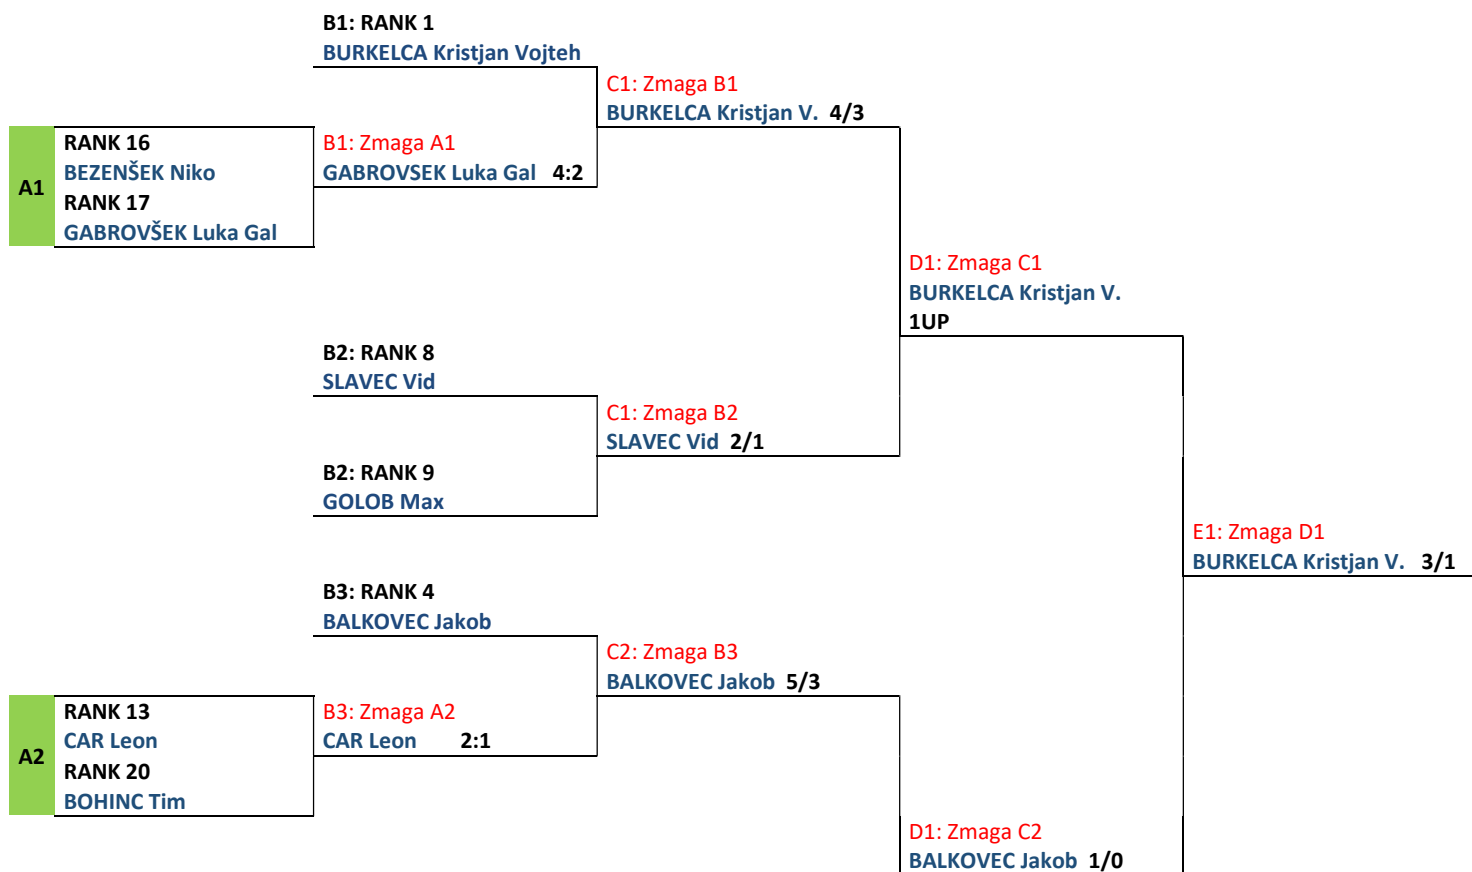 B1: RANK 1
BURKELCA Kristjan Vojteh
C1: Zmaga B1
BURKELCA Kristjan V. 4/3
A1
RANK 16
BEZENŠEK Niko
RANK 17
GABROVŠEK Luka Gal
B1: Zmaga A1
GABROVSEK Luka Gal 4:2
D1: Zmaga C1
BURKELCA Kristjan V.
1UP
B2: RANK 8
SLAVEC Vid
C1: Zmaga B2
SLAVEC Vid 2/1
B2: RANK 9
GOLOB Max
E1: Zmaga D1
BURKELCA Kristjan V. 3/1
B3: RANK 4
BALKOVEC Jakob
C2: Zmaga B3
BALKOVEC Jakob 5/3
A2
RANK 13
CAR Leon
RANK 20
BOHINC Tim
B3: Zmaga A2
CAR Leon 2:1
D1: Zmaga C2
BALKOVEC Jakob 1/0